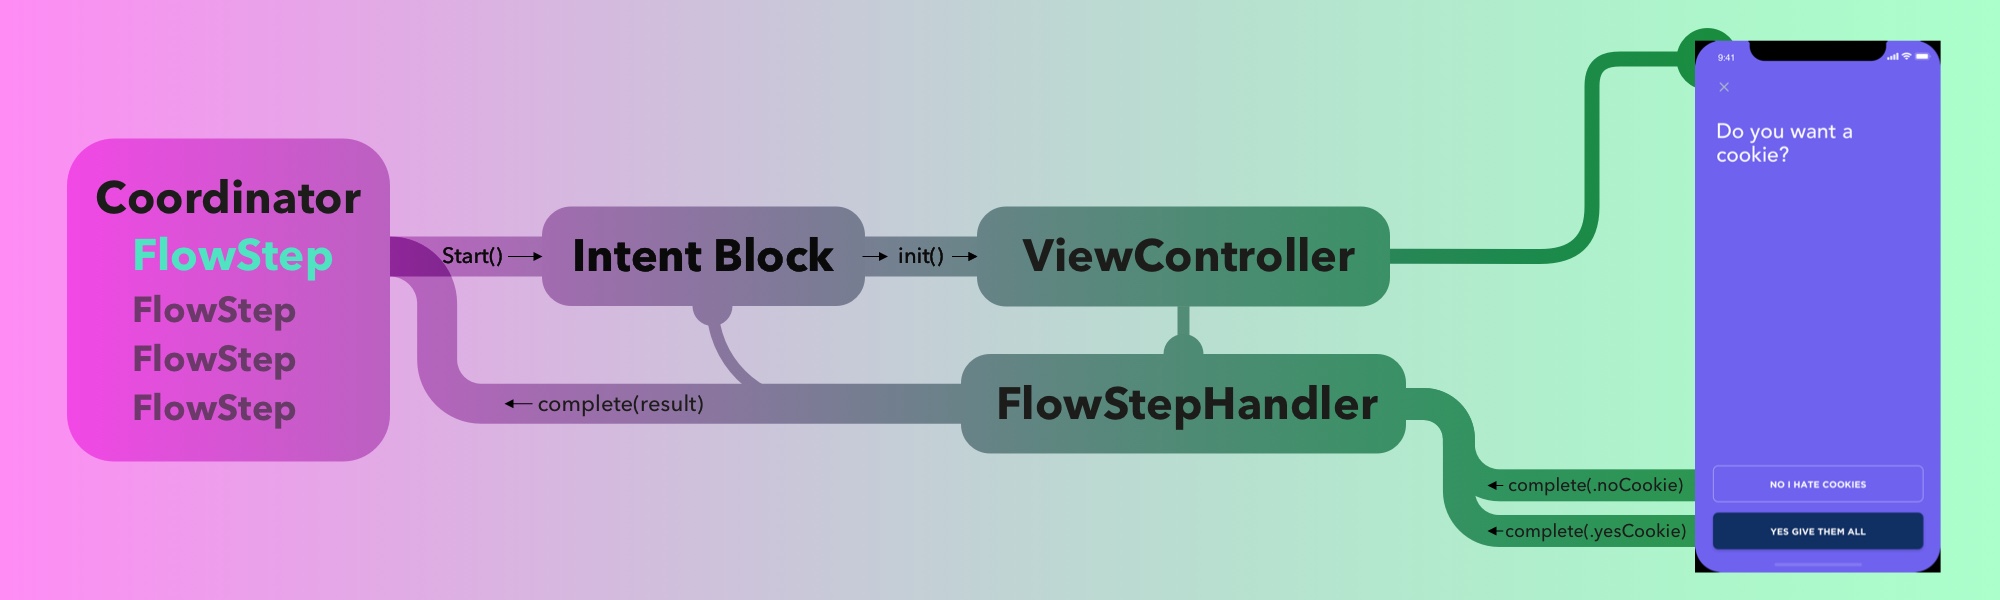 Coordinator
FlowStep
FlowStep
FlowStep
FlowStep
Start()
Intent Block
init()
ViewController
complete(result)
FlowStepHandler
complete(.noCookie)
complete(.yesCookie)
9:41
Do you want a
cookie?
NO I HATE COOKIES
YES GIVE THEM ALL